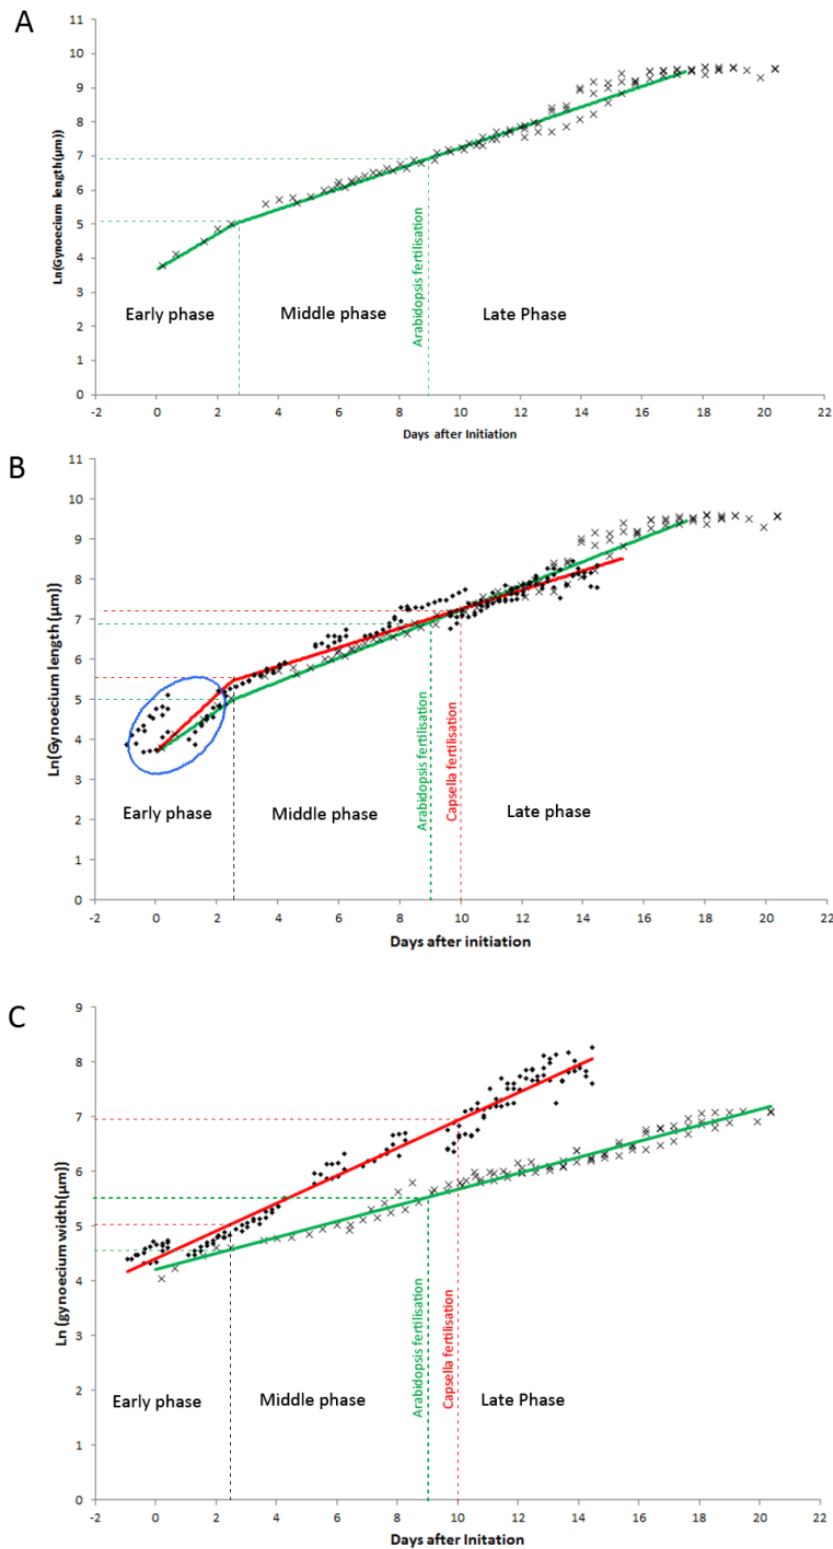 A
11
10
9
8
7
6
5
4
3
2
1
0
Ln(Gynoecium length(µm))
Early phase
Middle phase
Arabidopsis fertilisation
Late Phase
-2 0 2 4 6 8 10 12 14 16 18 20 22
Days after Initiation
B
11
10
9
8
7
6
5
4
3
2
1
0
Ln(Gynoecium length (µm))
Early phase
Middle phase
Arabidopsis fertilisation
Capsella fertilisation
Late phase
-2 0 2 4 6 8 10 12 14 16 18 20 22
Days after initiation
C
9
8
7
6
5
4
3
2
1
0
Ln (gynoecium width(µm))
Early phase
Middle phase
Arabidopsis fertilisation
Capsella fertilisation
Late Phase
-2 0 2 4 6 8 10 12 14 16 18 20 22
Days after Initation